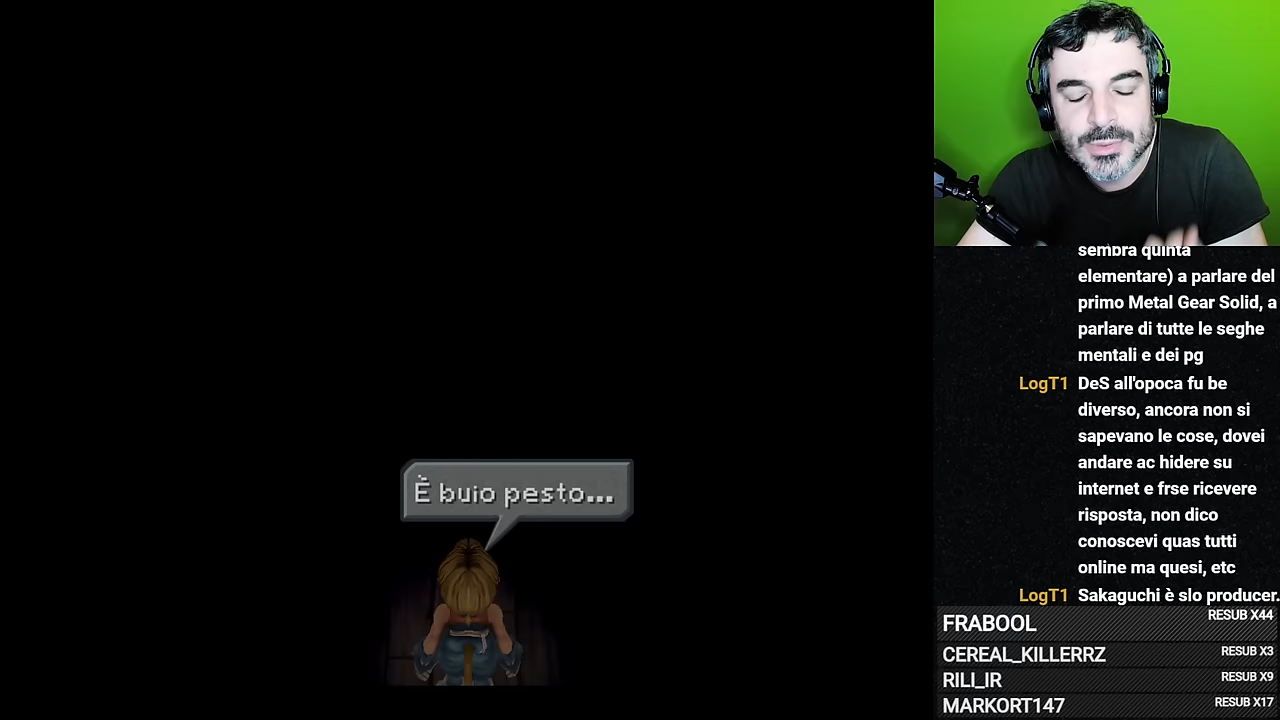 È buio pesto...
sembra quinta
elementare) a parlare del
primo Metal Gear Solid, a
parlare di tutte le seghe
mentali e dei pg
LogT1 DeS all'opoca fu be
diverso, ancora non si
sapevano le cose, dovei
andare ac hidere su
internet e frse ricevere
risposta, non dico
conoscevi quas tutti
online ma quesi, etc
LogT1 Sakaguchi è slo producer.
FRABOOL RESUB X44
CEREAL_KILLERRZ RESUB X3
RILI_IR RESUB X9
MARKORT147 RESUB X17